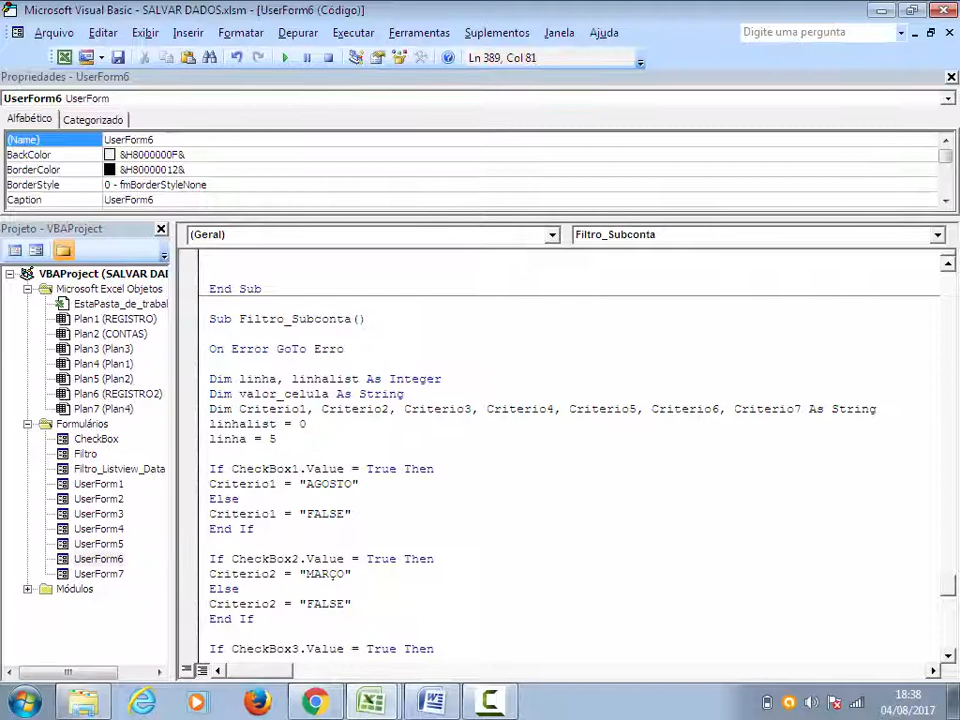 Microsoft Visual Basic - SALVAR DADOS.xlsm - [UserForm6 (Código)]
Arquivo Editar Exibir Inserir Formatar Depurar Executar Ferramentas Suplementos Janela Ajuda Digite uma pergunta
Ln 389, Col 81
Propriedades - UserForm6
UserForm6 UserForm
Alfabético Categorizado
(Name) UserForm6
BackColor &H8000000F&
BorderColor &H80000012&
BorderStyle 0 - fmBorderStyleNone
Caption UserForm6
Projeto - VBAProject
(Geral) Filtro_Subconta
VBAProject (SALVAR DAD
Microsoft Excel Objetos
EstaPasta_de_trabal
Plan1 (REGISTRO)
Plan2 (CONTAS)
Plan3 (Plan3)
Plan4 (Plan1)
Plan5 (Plan2)
Plan6 (REGISTRO2)
Plan7 (Plan4)
Formulários
CheckBox
Filtro
Filtro_Listview_Data
UserForm1
UserForm2
UserForm3
UserForm4
UserForm5
UserForm6
UserForm7
Módulos
End Sub
Sub Filtro_Subconta()
On Error GoTo Erro
Dim linha, linhalist As Integer
Dim valor_celula As String
Dim Criterio1, Criterio2, Criterio3, Criterio4, Criterio5, Criterio6, Criterio7 As String
linhalist = 0
linha = 5
If CheckBox1.Value = True Then
Criterio1 = "AGOSTO"
Else
Criterio1 = "FALSE"
End If
If CheckBox2.Value = True Then
Criterio2 = "MARÇO"
Else
Criterio2 = "FALSE"
End If
If CheckBox3.Value = True Then
18:38
04/08/2017